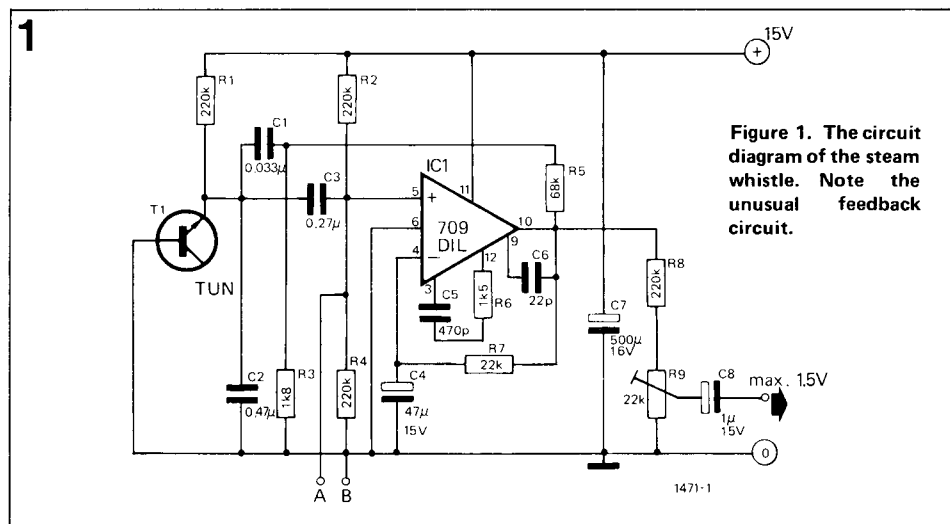 1
15V
R1
220k
R2
220k
C1
0.033µ
C3
0.27µ
IC1
R5
68k
Figure 1. The circuit
diagram of the steam
whistle. Note the
unusual feedback
circuit.
T1
TUN
5
+
11
6
709
DIL
10
4
–
9
12
3
C6
22p
C5
470p
R6
1k5
R7
22k
R8
220k
C7
500µ
16V
C2
0,47µ
R3
1k8
R4
220k
C4
47µ
15V
R9
22k
C8
1µ
15V
max. 1.5V
0
A
B
1471-1